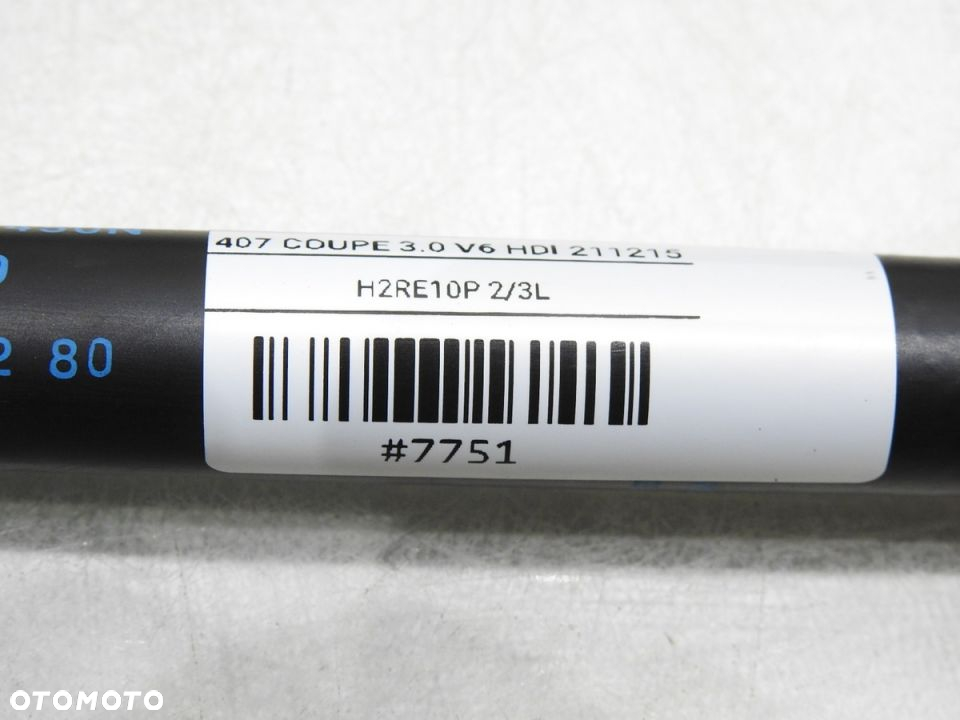 407 COUPE 3.0 V6 HDI 211215
H2RE10P 2/3L
80
#7751
OTOMOTO